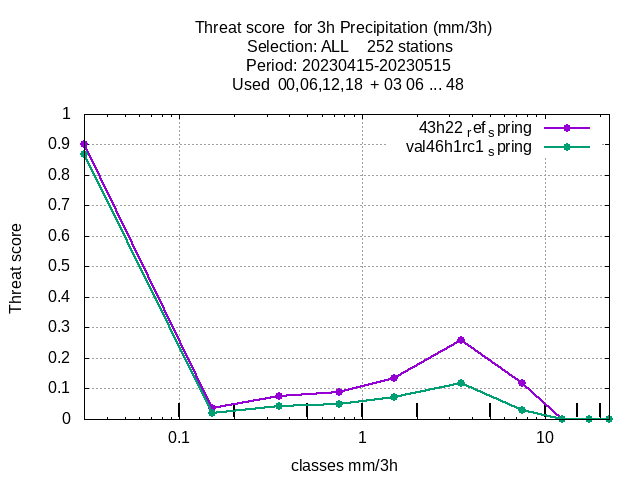 Threat score  for 3h Precipitation (mm/3h)
Selection: ALL    252 stations
Period: 20230415-20230515
Used  00,06,12,18  + 03 06 ... 48
43h22 ref spring
val46h1rc1 spring
1
0.9
0.8
0.7
0.6
0.5
0.4
0.3
0.2
0.1
0
Threat score
0.1 1 10
classes mm/3h